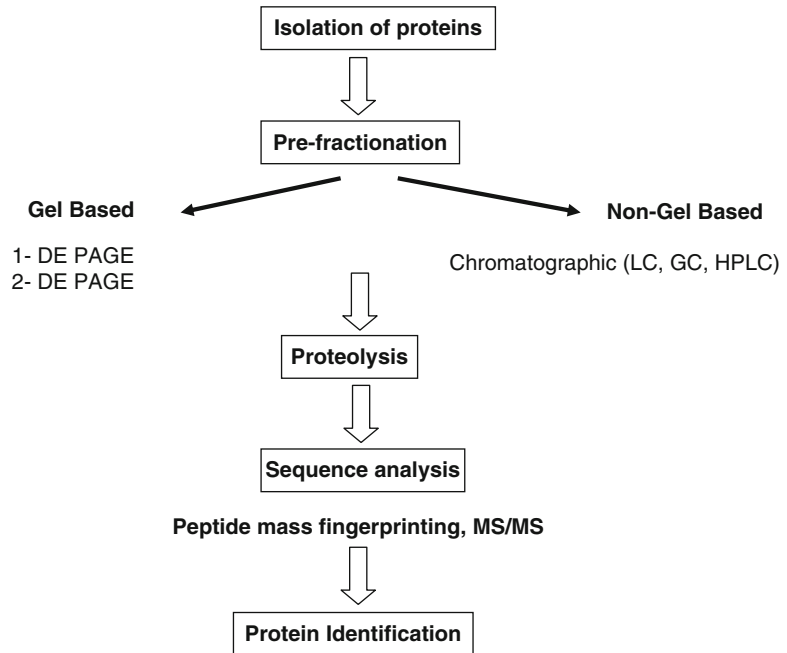 Isolation of proteins
Pre-fractionation
Gel Based
1- DE PAGE
2- DE PAGE
Non-Gel Based
Chromatographic (LC, GC, HPLC)
Proteolysis
Sequence analysis
Peptide mass fingerprinting, MS/MS
Protein Identification